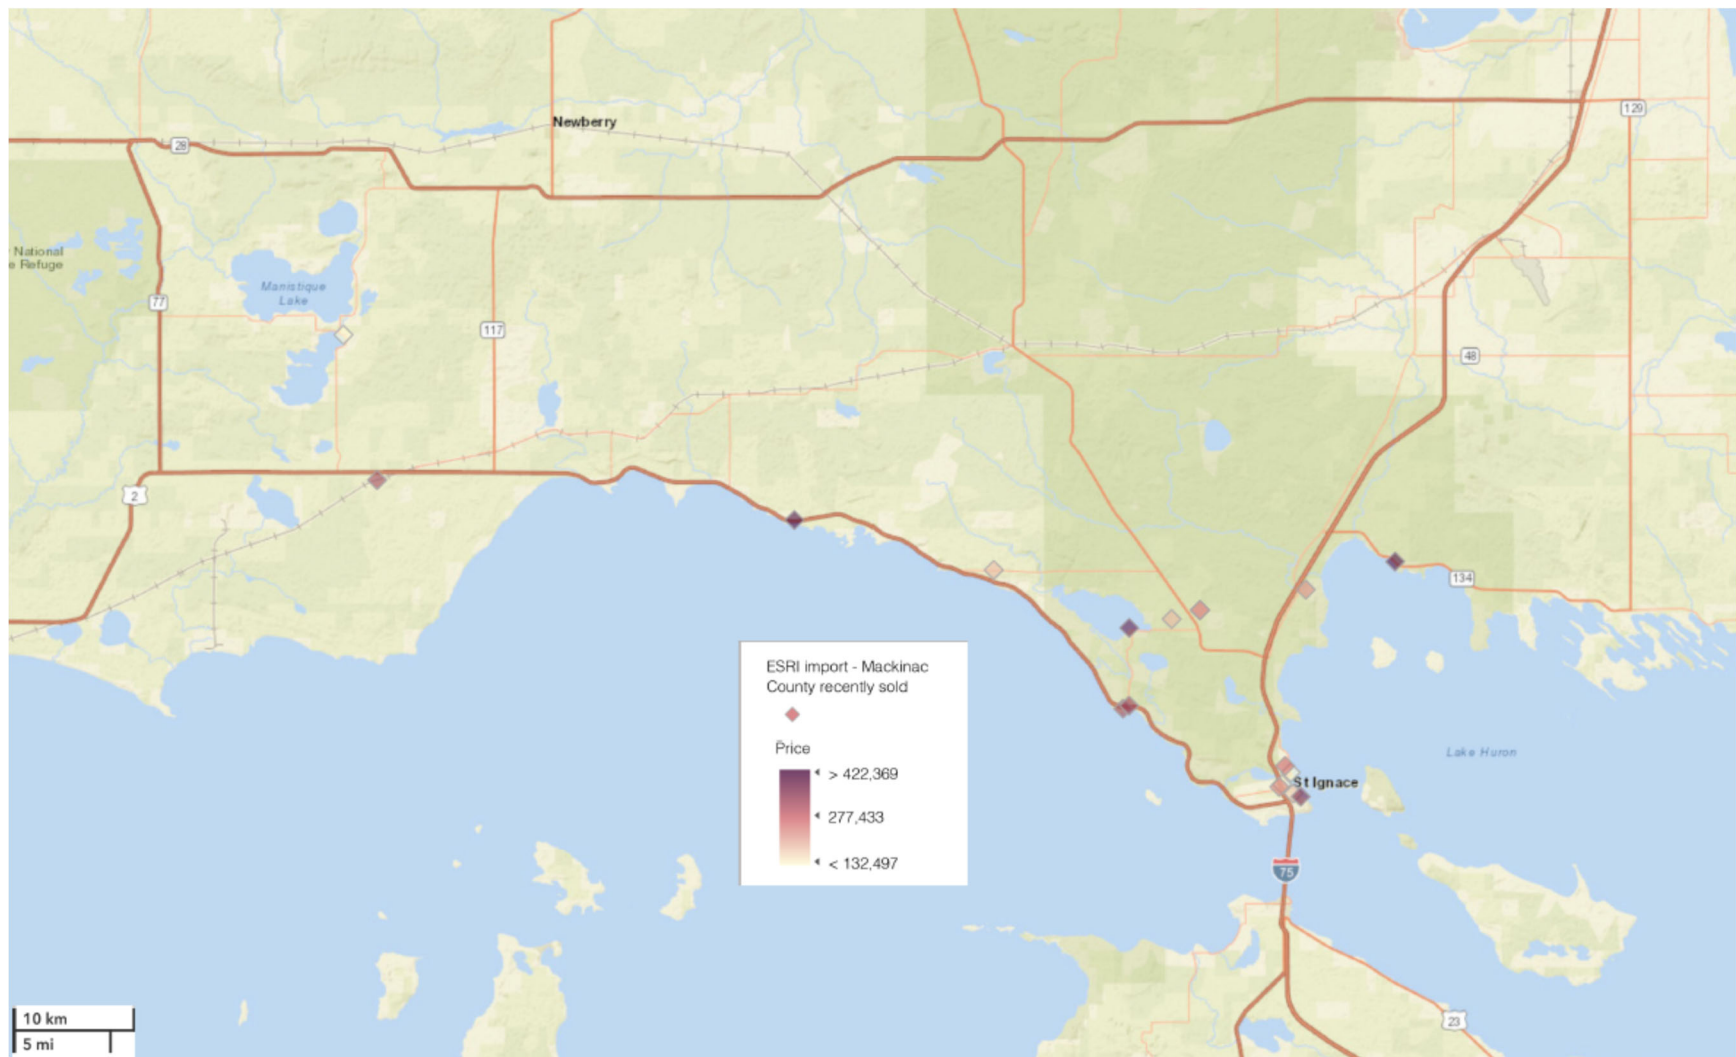 Newberry
28
129
National
e Refuge
Manistique
Lake
77
117
48
2
134
ESRI import - Mackinac
County recently sold
Price
> 422,369
277,433
< 132,497
Lake Huron
St Ignace
75
10 km
5 mi
23